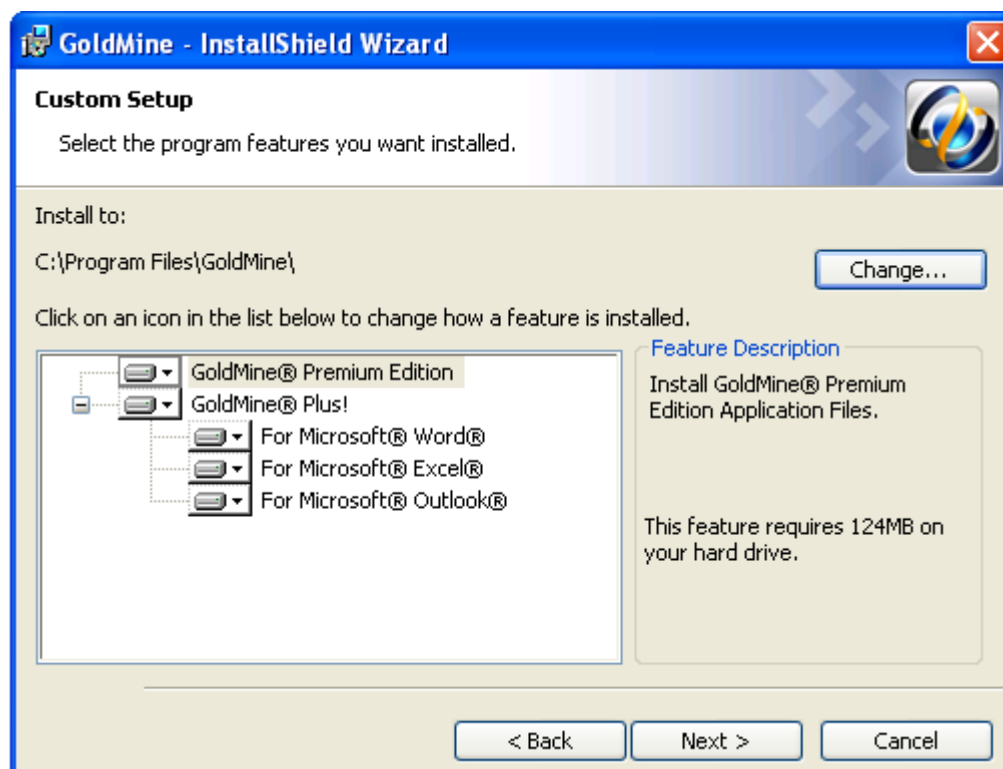 GoldMine - InstallShield Wizard
Custom Setup
Select the program features you want installed.
Install to:
C:\Program Files\GoldMine\
Change...
Click on an icon in the list below to change how a feature is installed.
GoldMine® Premium Edition
GoldMine® Plus!
For Microsoft® Word®
For Microsoft® Excel®
For Microsoft® Outlook®
Feature Description
Install GoldMine® Premium
Edition Application Files.
This feature requires 124MB on
your hard drive.
< Back
Next >
Cancel